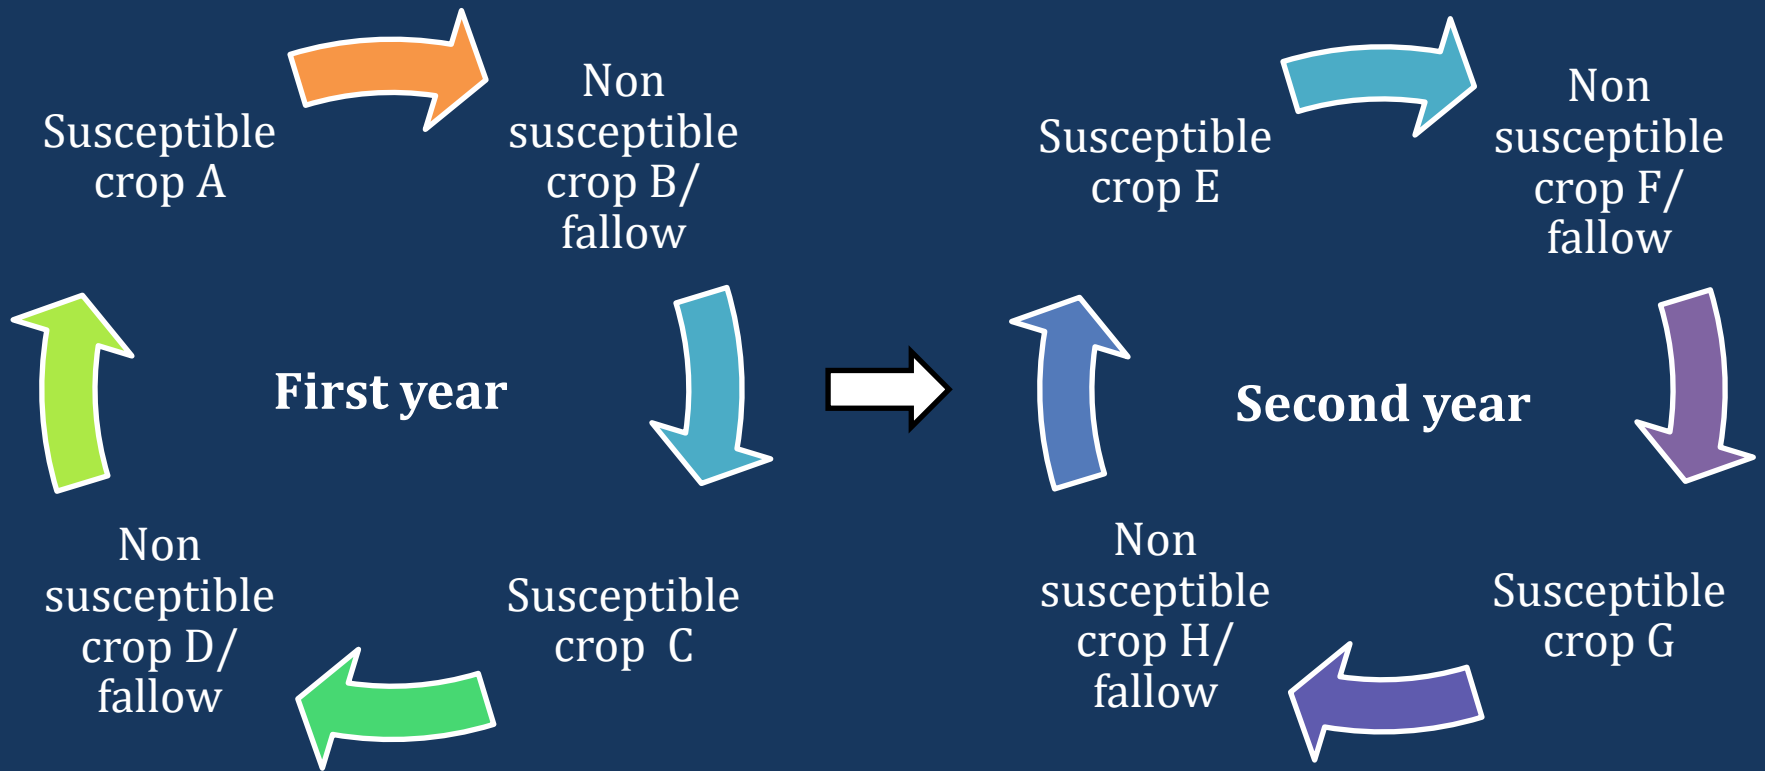 Susceptible
crop A
Non
susceptible
crop B/
fallow
First year
Non
susceptible
crop D/
fallow
Susceptible
crop  C
Susceptible
crop E
Non
susceptible
crop F/
fallow
Second year
Non
susceptible
crop H/
fallow
Susceptible
crop G